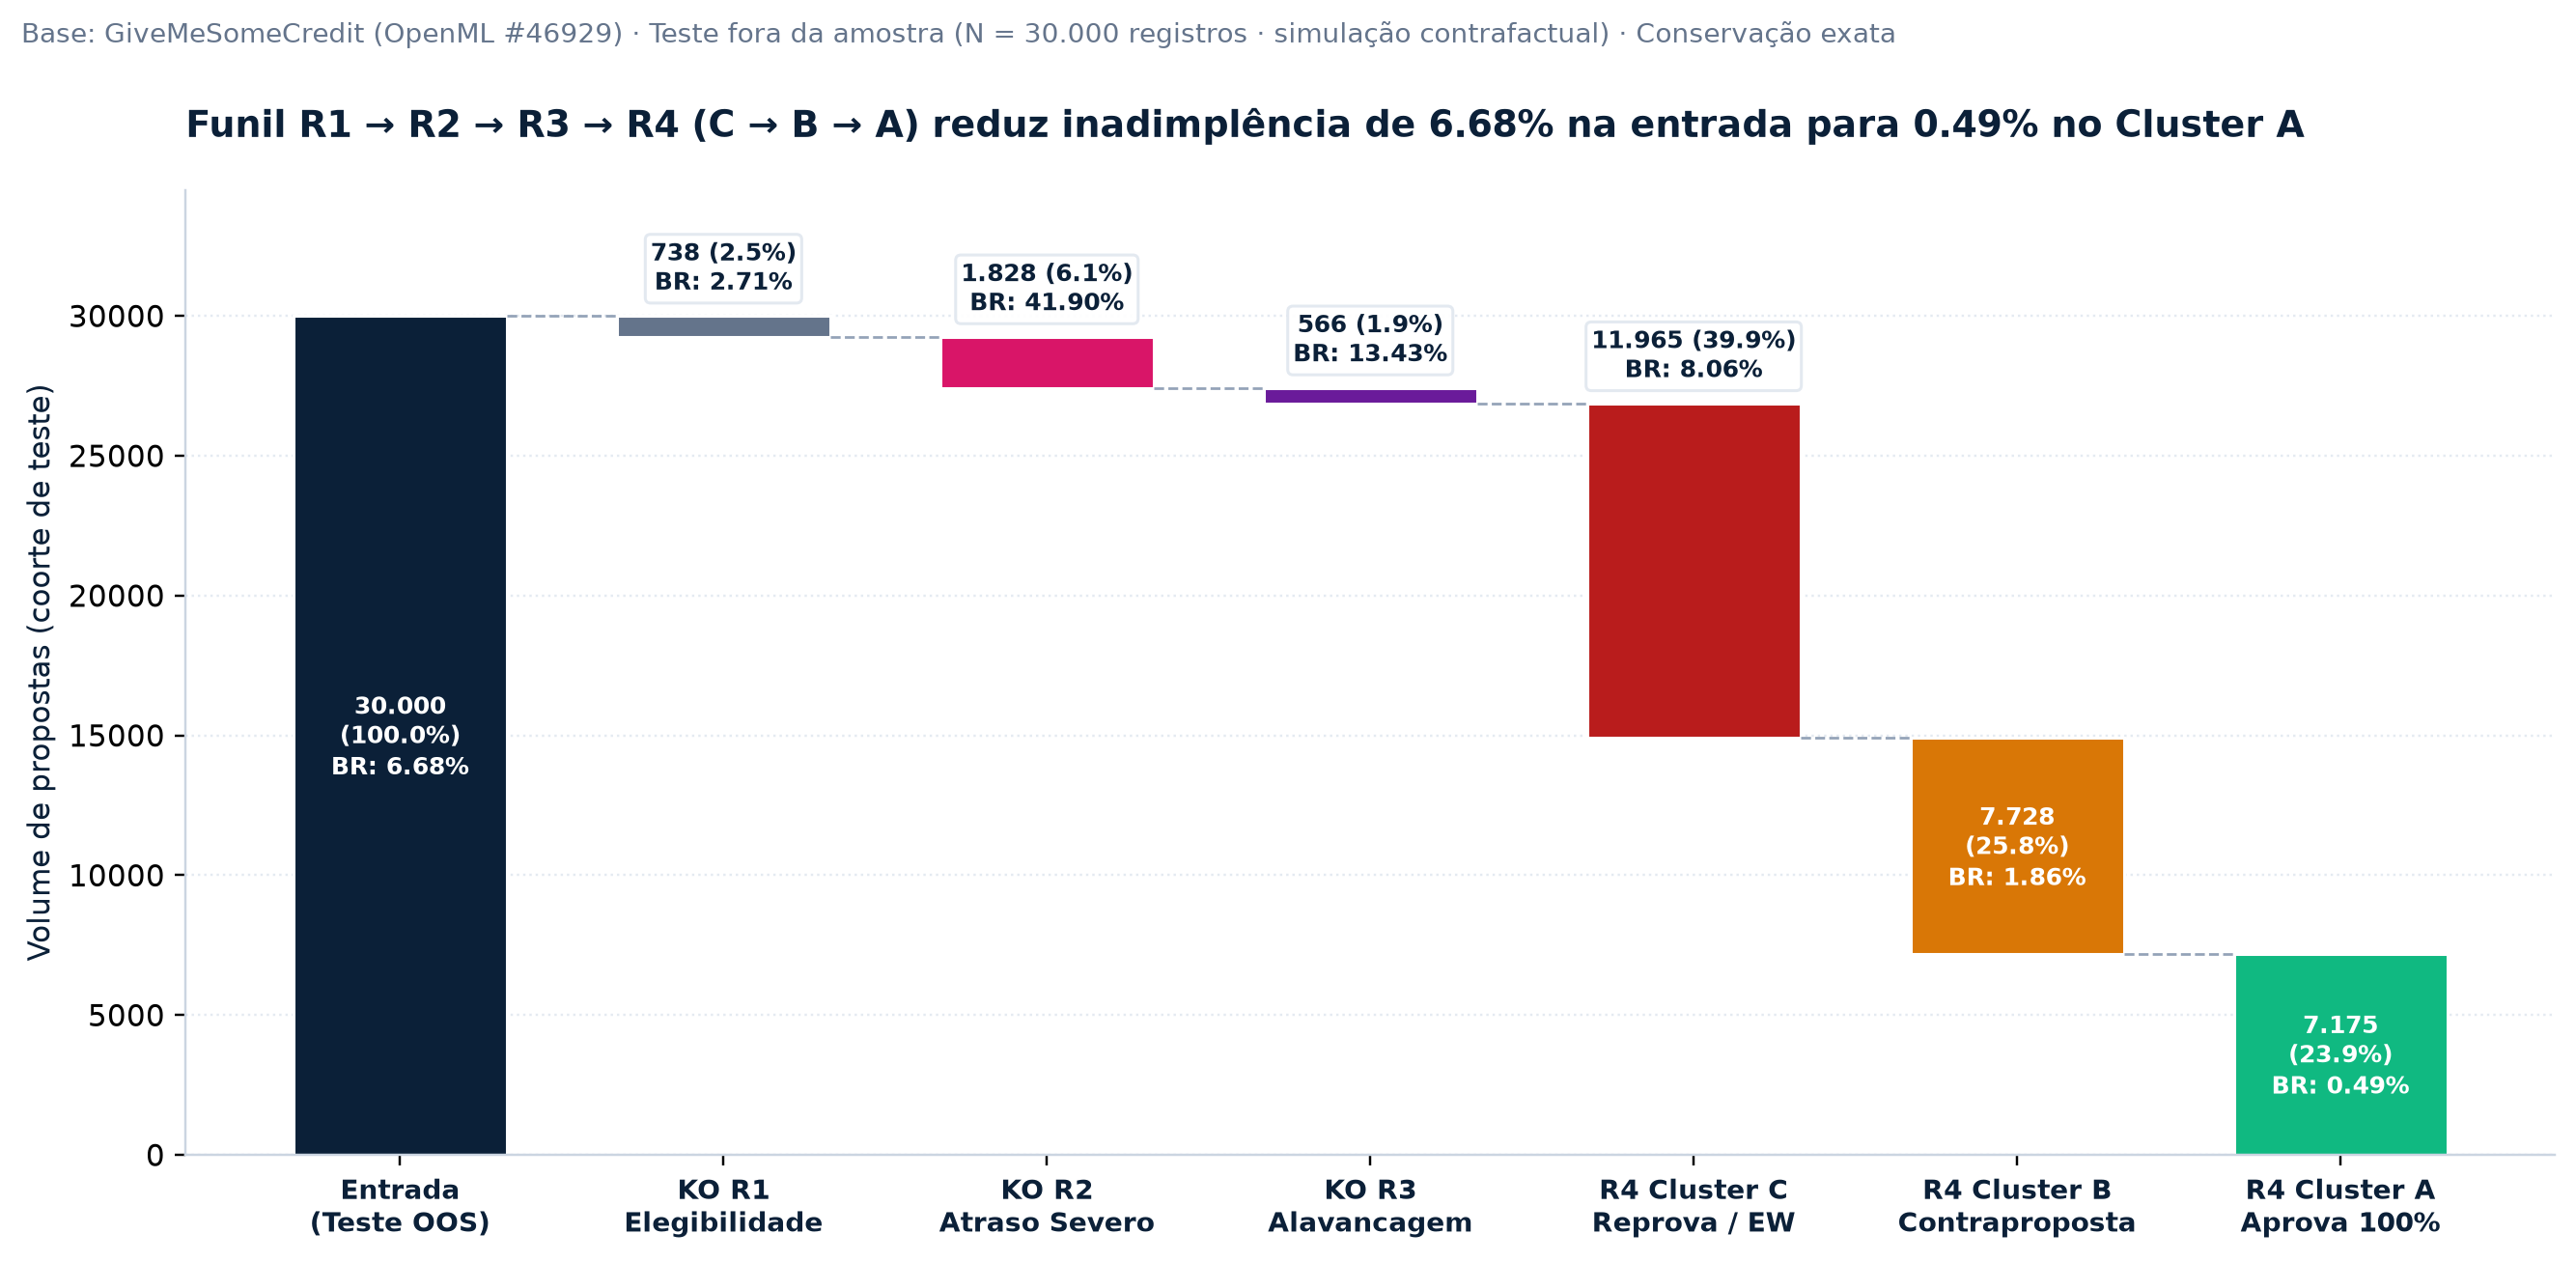 Base: GiveMeSomeCredit (OpenML #46929) · Teste fora da amostra (N = 30.000 registros · simulação contrafactual) · Conservação exata
Funil R1 → R2 → R3 → R4 (C → B → A) reduz inadimplência de 6.68% na entrada para 0.49% no Cluster A
Volume de propostas (coorte de teste)
30000
25000
20000
15000
10000
5000
0
30.000
(100.0%)
BR: 6.68%
738 (2.5%)
BR: 2.71%
1.828 (6.1%)
BR: 41.90%
566 (1.9%)
BR: 13.43%
11.965 (39.9%)
BR: 8.06%
7.728
(25.8%)
BR: 1.86%
7.175
(23.9%)
BR: 0.49%
Entrada
(Teste OOS)
KO R1
Elegibilidade
KO R2
Atraso Severo
KO R3
Alavancagem
R4 Cluster C
Reprova / EW
R4 Cluster B
Contraproposta
R4 Cluster A
Aprova 100%